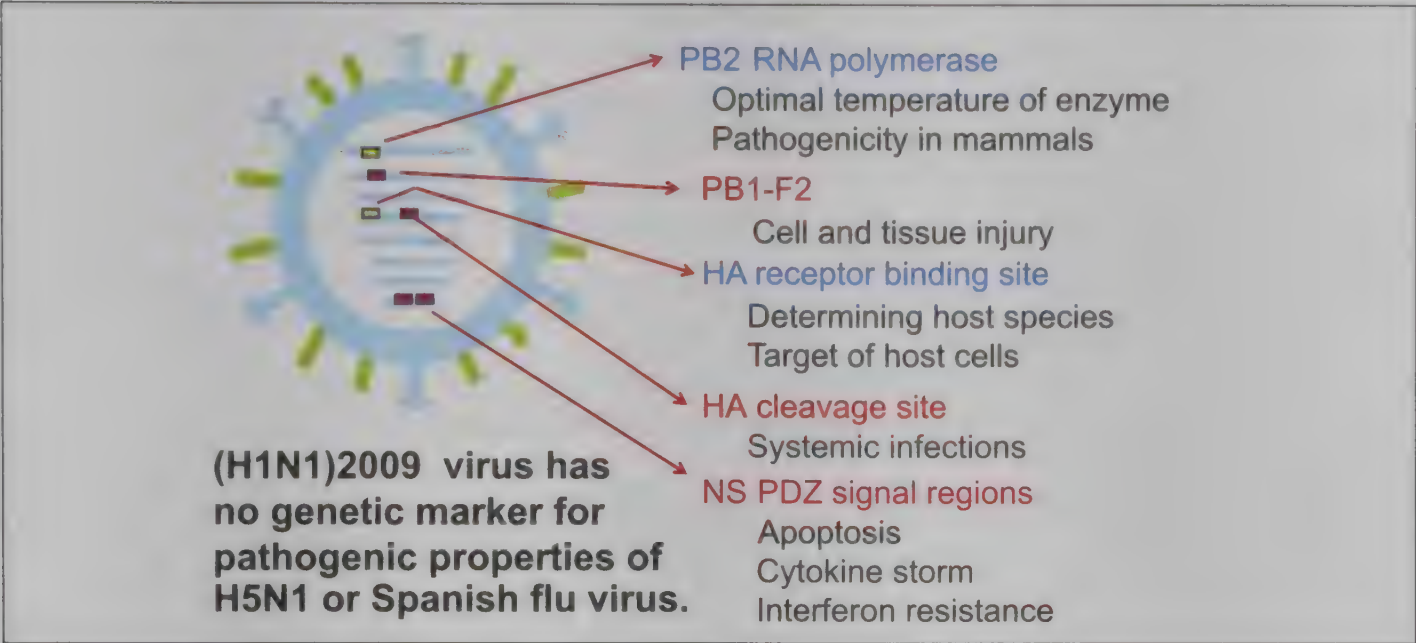 PB2 RNA polymerase
Optimal temperature of enzyme
Pathogenicity in mammals
PB1-F2
Cell and tissue injury
HA receptor binding site
Determining host species
Target of host cells
HA cleavage site
Systemic infections
NS PDZ signal regions
Apoptosis
Cytokine storm
Interferon resistance
(H1N1)2009 virus has
no genetic marker for
pathogenic properties of
H5N1 or Spanish flu virus.